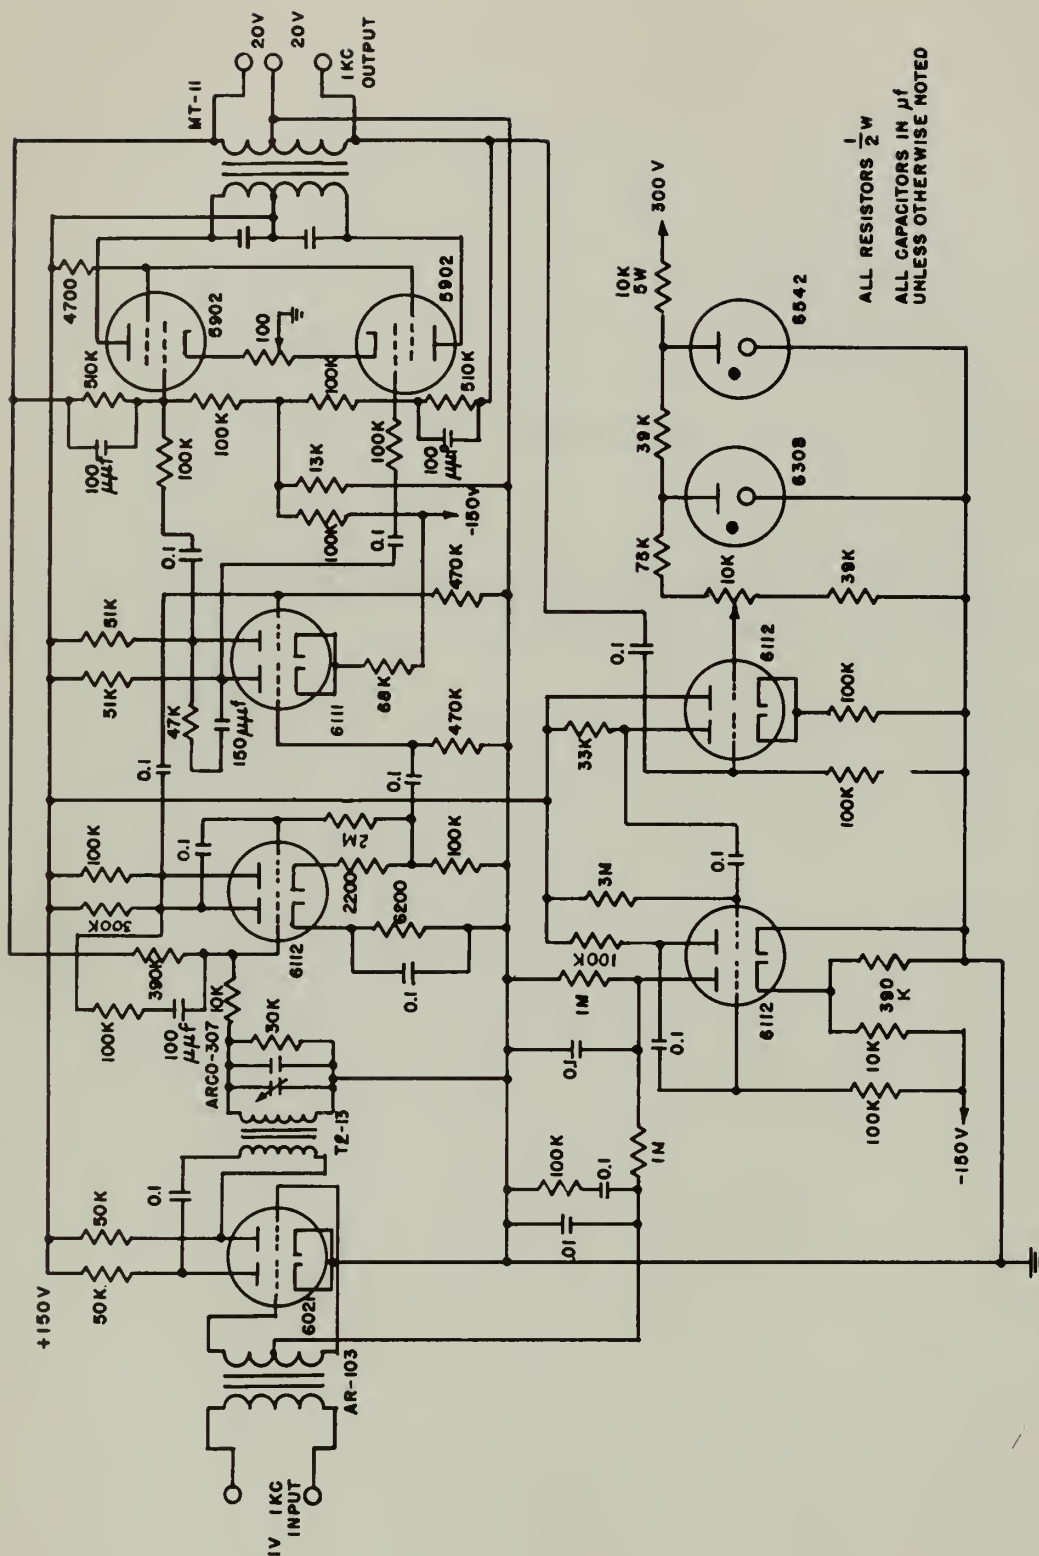 +150V
50K
50K
0.1
6021
AR-103
1V 1KC
INPUT
T2-13
ARCO-307
30K
10K
100K
100
μμf
390K
300K
100K
0.1
6112
2200
6200
0.1
2M
100K
0.1
0.1
51K
51K
47K
150μμf
6111
68K
470K
470K
0.1
0.1
100K
100
μμf
510K
4700
100K
13K
100K
-150V
100K
100K
100
μμf
510K
5902
100
5902
MT-11
20V
20V
1KC
OUTPUT
100K
0.1
.01
1M
.01
1M
100K
3M
0.1
0.1
6112
100K
10K
390
K
-150V
33K
0.1
6112
100K
100K
75K
10K
39K
39K
6308
10K
5W
300V
6542
ALL RESISTORS 1/2 W
ALL CAPACITORS IN μf
UNLESS OTHERWISE NOTED